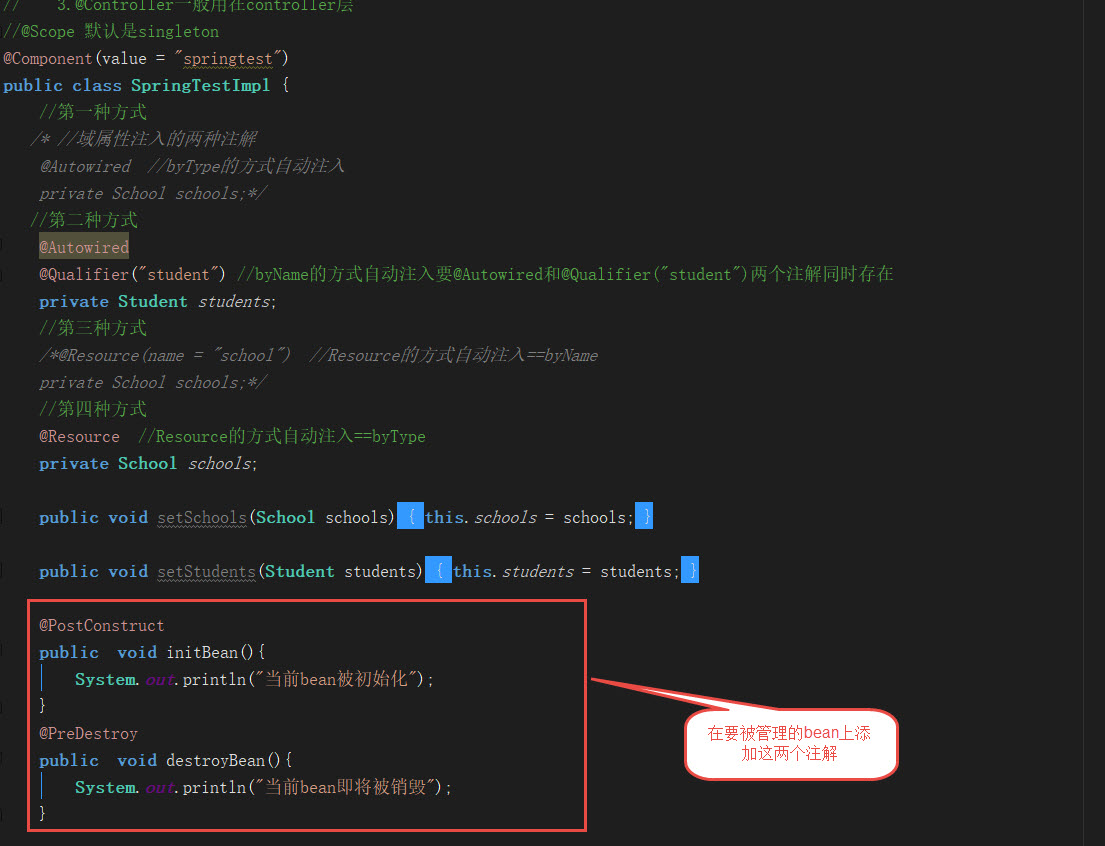 //    3.@Controller一般用在controller层
//@Scope 默认是singleton
@Component(value = "springtest")
public class SpringTestImpl {
//第一种方式
/* //域属性注入的两种注解
@Autowired  //byType的方式自动注入
private School schools;*/
//第二种方式
@Autowired
@Qualifier("student") //byName的方式自动注入要@Autowired和@Qualifier("student")两个注解同时存在
private Student students;
//第三种方式
/*@Resource(name = "school")  //Resource的方式自动注入==byName
private School schools;*/
//第四种方式
@Resource  //Resource的方式自动注入==byType
private School schools;
public void setSchools(School schools) { this.schools = schools; }
public void setStudents(Student students) { this.students = students; }
@PostConstruct
public  void initBean(){
System.out.println("当前bean被初始化");
}
@PreDestroy
public  void destroyBean(){
System.out.println("当前bean即将被销毁");
}
在要被管理的bean上添
加这两个注解